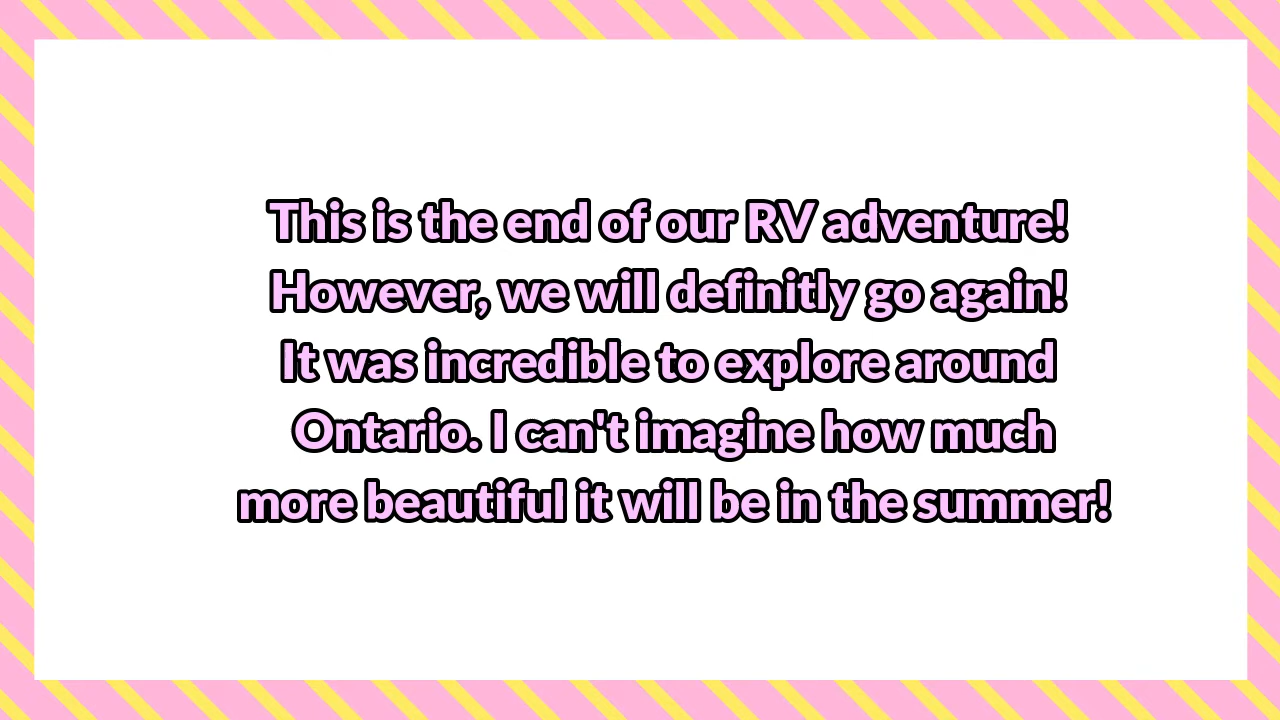 This is the end of our RV adventure!
However, we will definitly go again!
It was incredible to explore around
Ontario. I can't imagine how much
more beautiful it will be in the summer!